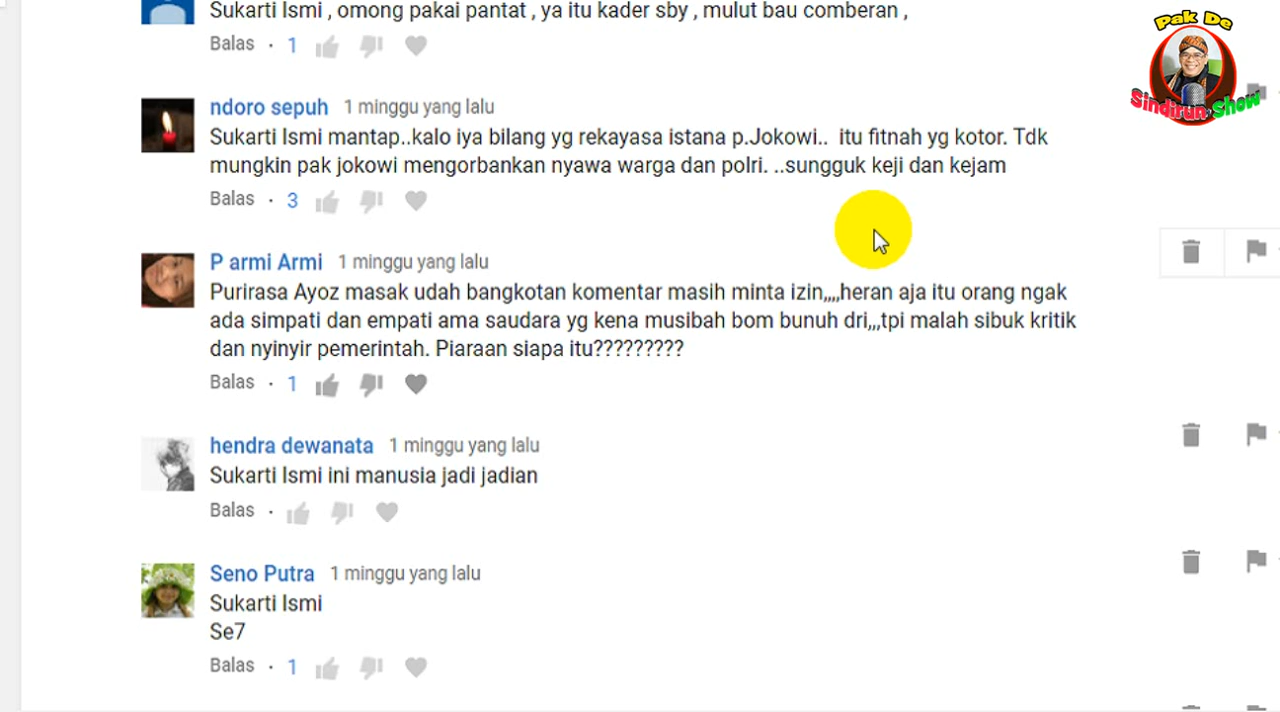 Sukarti Ismi , omong pakai pantat , ya itu kader sby , mulut bau comberan ,
Balas · 1
Pak De
Sindirun Show
ndoro sepuh 1 minggu yang lalu
Sukarti Ismi mantap..kalo iya bilang yg rekayasa istana p.Jokowi.. itu fitnah yg kotor. Tdk
mungkin pak jokowi mengorbankan nyawa warga dan polri. ..sungguk keji dan kejam
Balas · 3
P armi Armi 1 minggu yang lalu
Purirasa Ayoz masak udah bangkotan komentar masih minta izin,,,,heran aja itu orang ngak
ada simpati dan empati ama saudara yg kena musibah bom bunuh dri,,,tpi malah sibuk kritik
dan nyinyir pemerintah. Piaraan siapa itu?????????
Balas · 1
hendra dewanata 1 minggu yang lalu
Sukarti Ismi ini manusia jadi jadian
Balas ·
Seno Putra 1 minggu yang lalu
Sukarti Ismi
Se7
Balas · 1